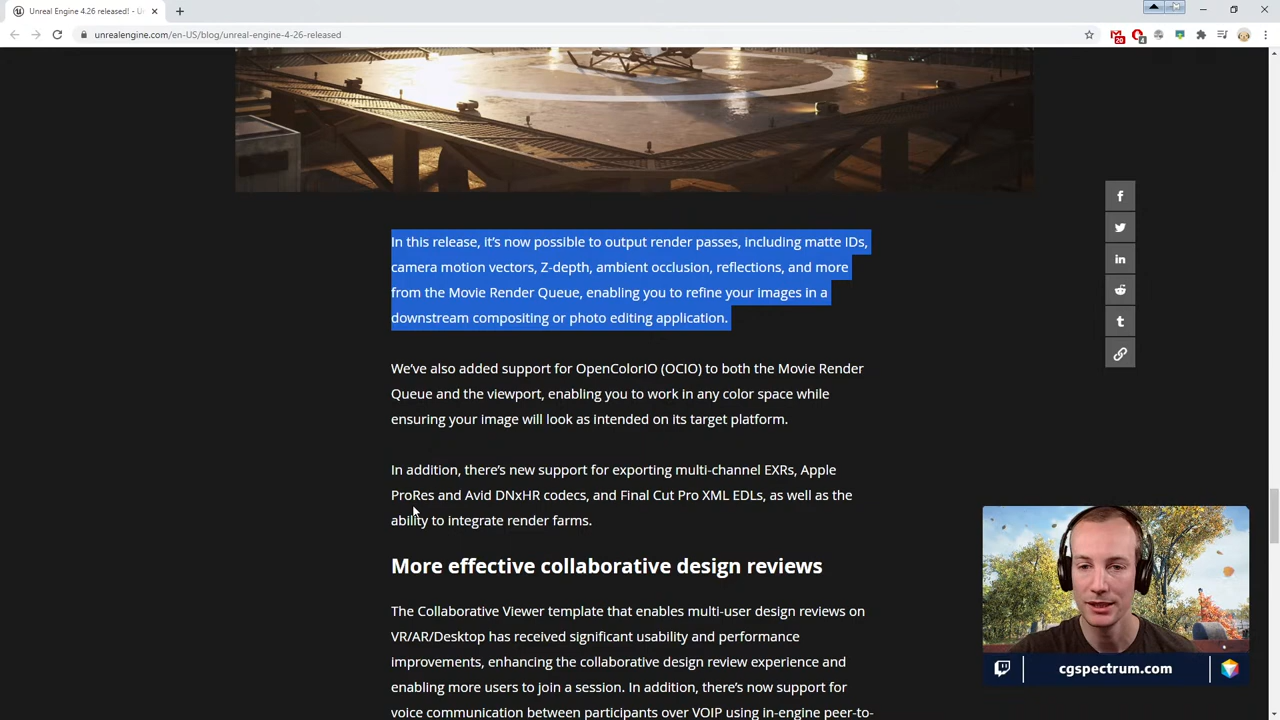 Unreal Engine 4.26 released! - U
unrealengine.com/en-US/blog/unreal-engine-4-26-released
20
4
In this release, it's now possible to output render passes, including matte IDs,
camera motion vectors, Z-depth, ambient occlusion, reflections, and more
from the Movie Render Queue, enabling you to refine your images in a
downstream compositing or photo editing application.
We've also added support for OpenColorIO (OCIO) to both the Movie Render
Queue and the viewport, enabling you to work in any color space while
ensuring your image will look as intended on its target platform.
In addition, there's new support for exporting multi-channel EXRs, Apple
ProRes and Avid DNxHR codecs, and Final Cut Pro XML EDLs, as well as the
ability to integrate render farms.
More effective collaborative design reviews
The Collaborative Viewer template that enables multi-user design reviews on
VR/AR/Desktop has received significant usability and performance
improvements, enhancing the collaborative design review experience and
enabling more users to join a session. In addition, there's now support for
voice communication between participants over VOIP using in-engine peer-to-
cgspectrum.com